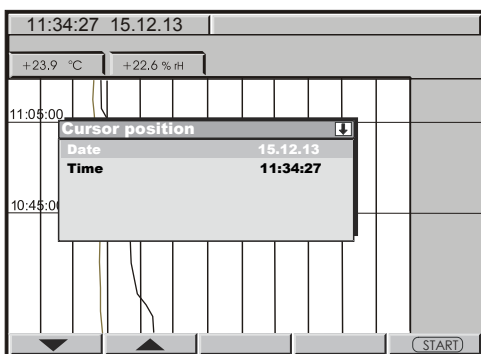 11:34:27 15.12.13
+23.9 °C +22.6 % rH
11:05:00
Cursor position
Date 15.12.13
Time 11:34:27
10:45:00
START